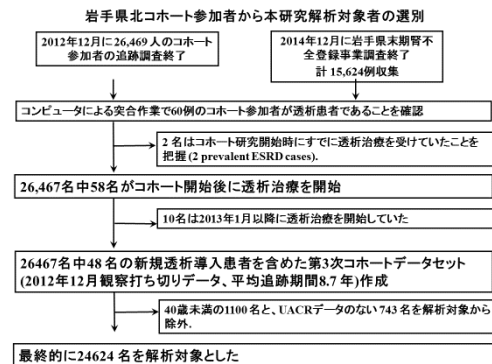 岩手県北コホート参加者から本研究解析対象者の選別
2012年12月に26,469人のコホート
参加者の追跡調査終了
2014年12月に岩手県末期腎不
全登録事業調査終了
計 15,624例収集
コンピュータによる突合作業で60例のコホート参加者が透析患者であることを確認
2 名はコホート研究開始時にすでに透析治療を受けていたことを
把握 (2 prevalent ESRD cases).
26,467名中58名がコホート開始後に透析治療を開始
10名は2013年1月以降に透析治療を開始していた
26467名中48名の新規透析導入患者を含めた第3次コホートデータセット
(2012年12月観察打ち切りデータ、平均追跡期間8.7 年)作成
40歳未満の1100名と、UACRデータのない 743 名を解析対象から
除外.
最終的に24624 名を解析対象とした